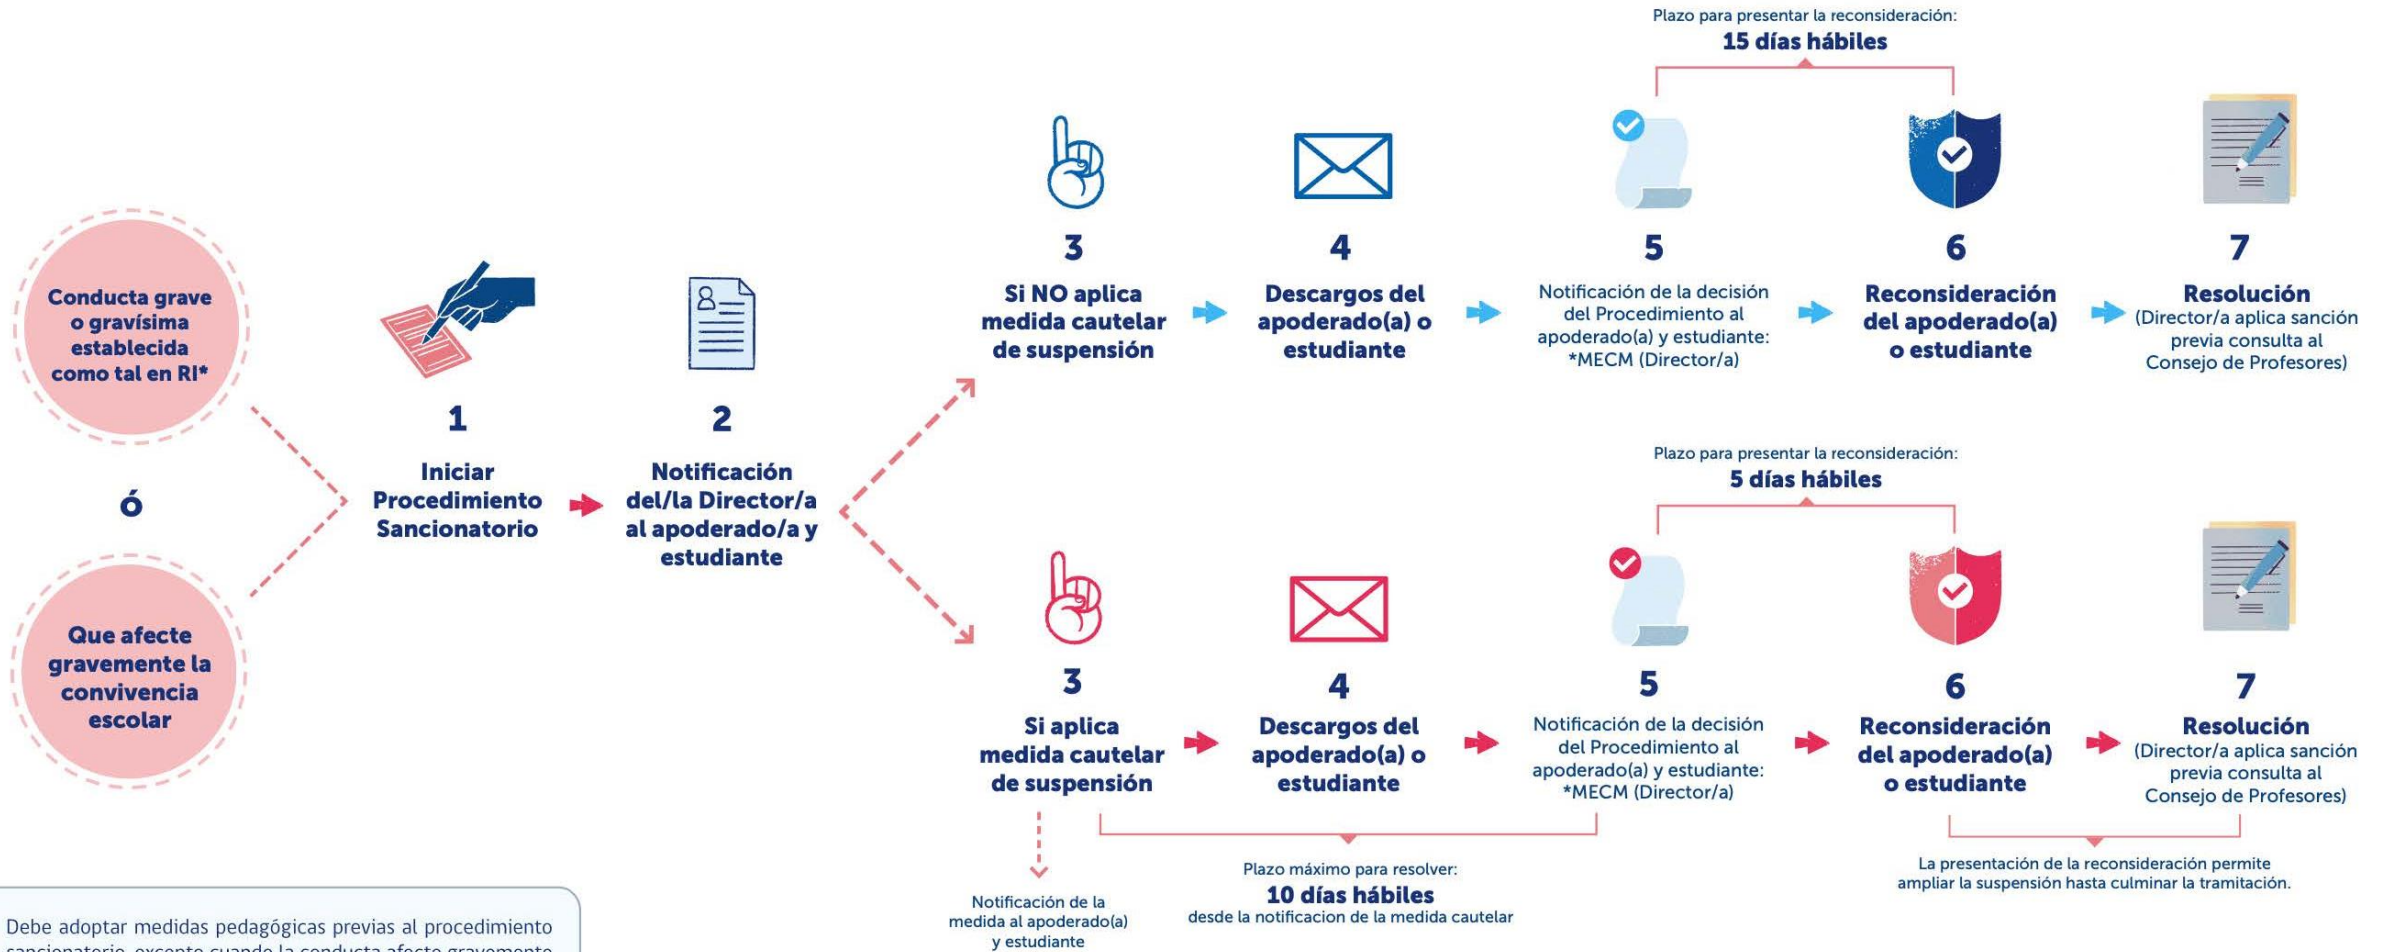 Conducta grave
o gravísima
establecida
como tal en RI*
ó
Que afecte
gravemente la
convivencia
escolar
1
Iniciar
Procedimiento
Sancionatorio
2
Notificación
del/la Director/a
al apoderado/a y
estudiante
Plazo para presentar la reconsideración:
15 días hábiles
3
Si NO aplica
medida cautelar
de suspensión
4
Descargos del
apoderado(a) o
estudiante
5
Notificación de la decisión
del Procedimiento al
apoderado(a) y estudiante:
*MECM (Director/a)
6
Reconsideración
del apoderado(a)
o estudiante
7
Resolución
(Director/a aplica sanción
previa consulta al
Consejo de Profesores)
Plazo para presentar la reconsideración:
5 días hábiles
3
Si aplica
medida cautelar
de suspensión
4
Descargos del
apoderado(a) o
estudiante
5
Notificación de la decisión
del Procedimiento al
apoderado(a) y estudiante:
*MECM (Director/a)
6
Reconsideración
del apoderado(a)
o estudiante
7
Resolución
(Director/a aplica sanción
previa consulta al
Consejo de Profesores)
Notificación de la
medida al apoderado(a)
y estudiante
Plazo máximo para resolver:
10 días hábiles
desde la notificacion de la medida cautelar
La presentación de la reconsideración permite
ampliar la suspensión hasta culminar la tramitación.
Debe adoptar medidas pedagógicas previas al procedimiento
sancionatorio, excepto cuando la conducta afecte gravemente